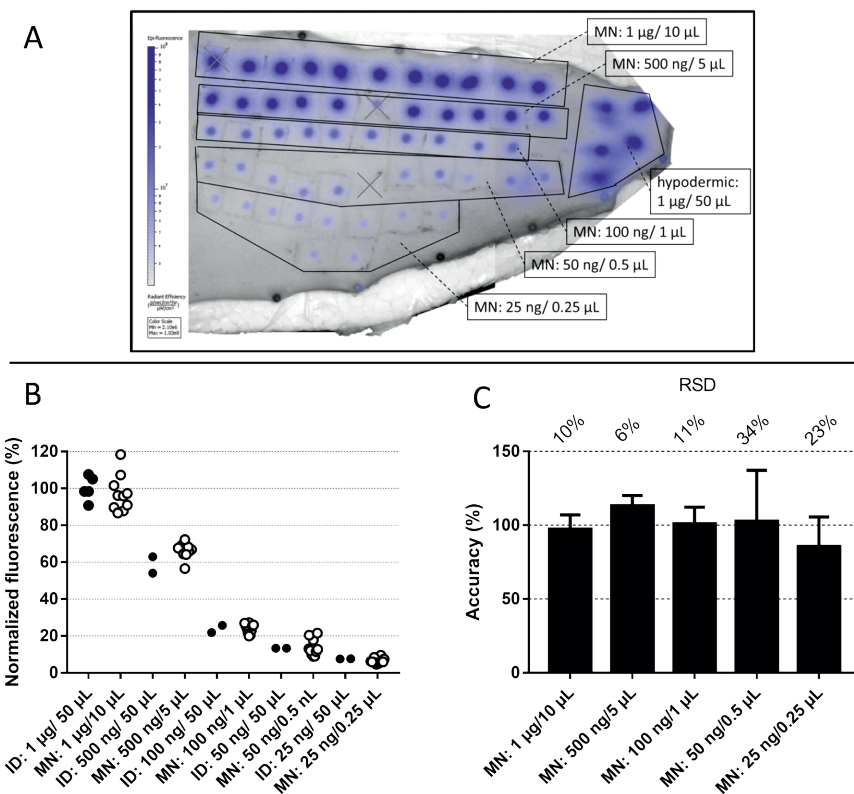 A
Epi-fluorescence
MN: 1 µg/ 10 µL
MN: 500 ng/ 5 µL
hypodermic:
1 µg/ 50 µL
MN: 100 ng/ 1 µL
MN: 50 ng/ 0.5 µL
MN: 25 ng/ 0.25 µL
Radiant Efficiency
Color Scale
Min = 2.10e6
Max = 1.03e8
B
Normalized fluorescence (%)
120
100
80
60
40
20
0
ID: 1 µg/ 50 µL
MN: 1 µg/10 µL
ID: 500 ng/ 50 µL
MN: 500 ng/5 µL
ID: 100 ng/ 50 µL
MN: 100 ng/1 µL
ID: 50 ng/ 50 µL
MN: 50 ng/0.5 nL
ID: 25 ng/ 50 µL
MN: 25 ng/0.25 µL
C
RSD
10%
6%
11%
34%
23%
Accuracy (%)
150
100
50
0
MN: 1 µg/10 µL
MN: 500 ng/5 µL
MN: 100 ng/1 µL
MN: 50 ng/0.5 µL
MN: 25 ng/0.25 µL